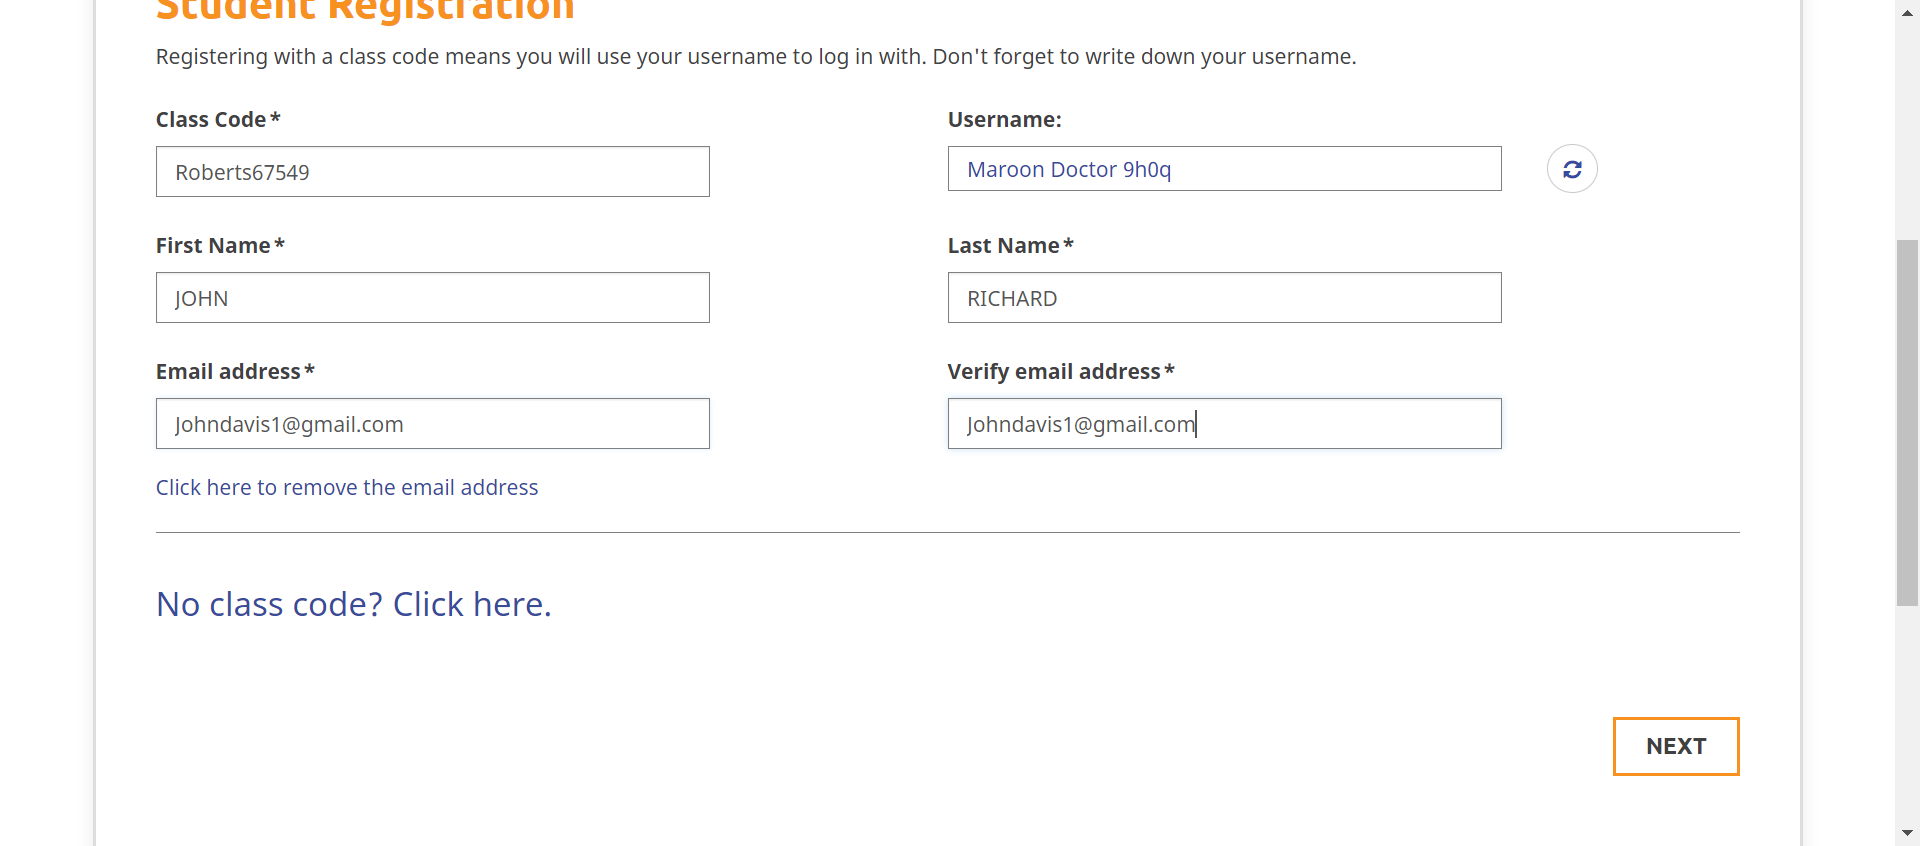 Student Registration
Registering with a class code means you will use your username to log in with. Don't forget to write down your username.
Class Code*
Username:
Roberts67549
Maroon Doctor 9h0q
First Name*
Last Name*
JOHN
RICHARD
Email address*
Verify email address*
Johndavis1@gmail.com
Johndavis1@gmail.com
Click here to remove the email address
No class code? Click here.
NEXT